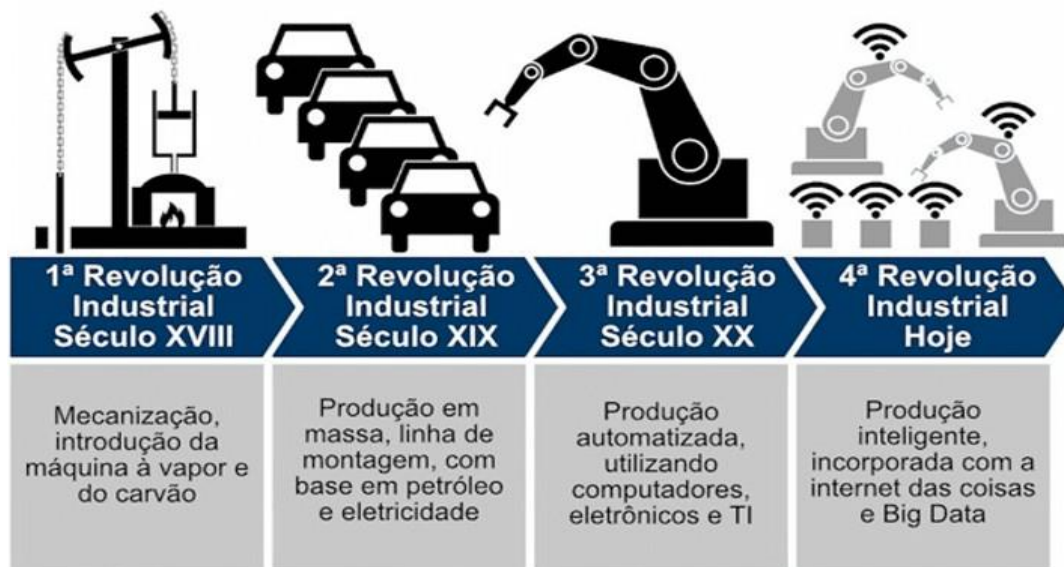 1ª Revolução
Industrial
Século XVIII
2ª Revolução
Industrial
Século XIX
3ª Revolução
Industrial
Século XX
4ª Revolução
Industrial
Hoje
Mecanização,
introdução da
máquina à vapor e
do carvão
Produção em
massa, linha de
montagem, com
base em petróleo
e eletricidade
Produção
automatizada,
utilizando
computadores,
eletrônicos e TI
Produção
inteligente,
incorporada com a
internet das coisas
e Big Data